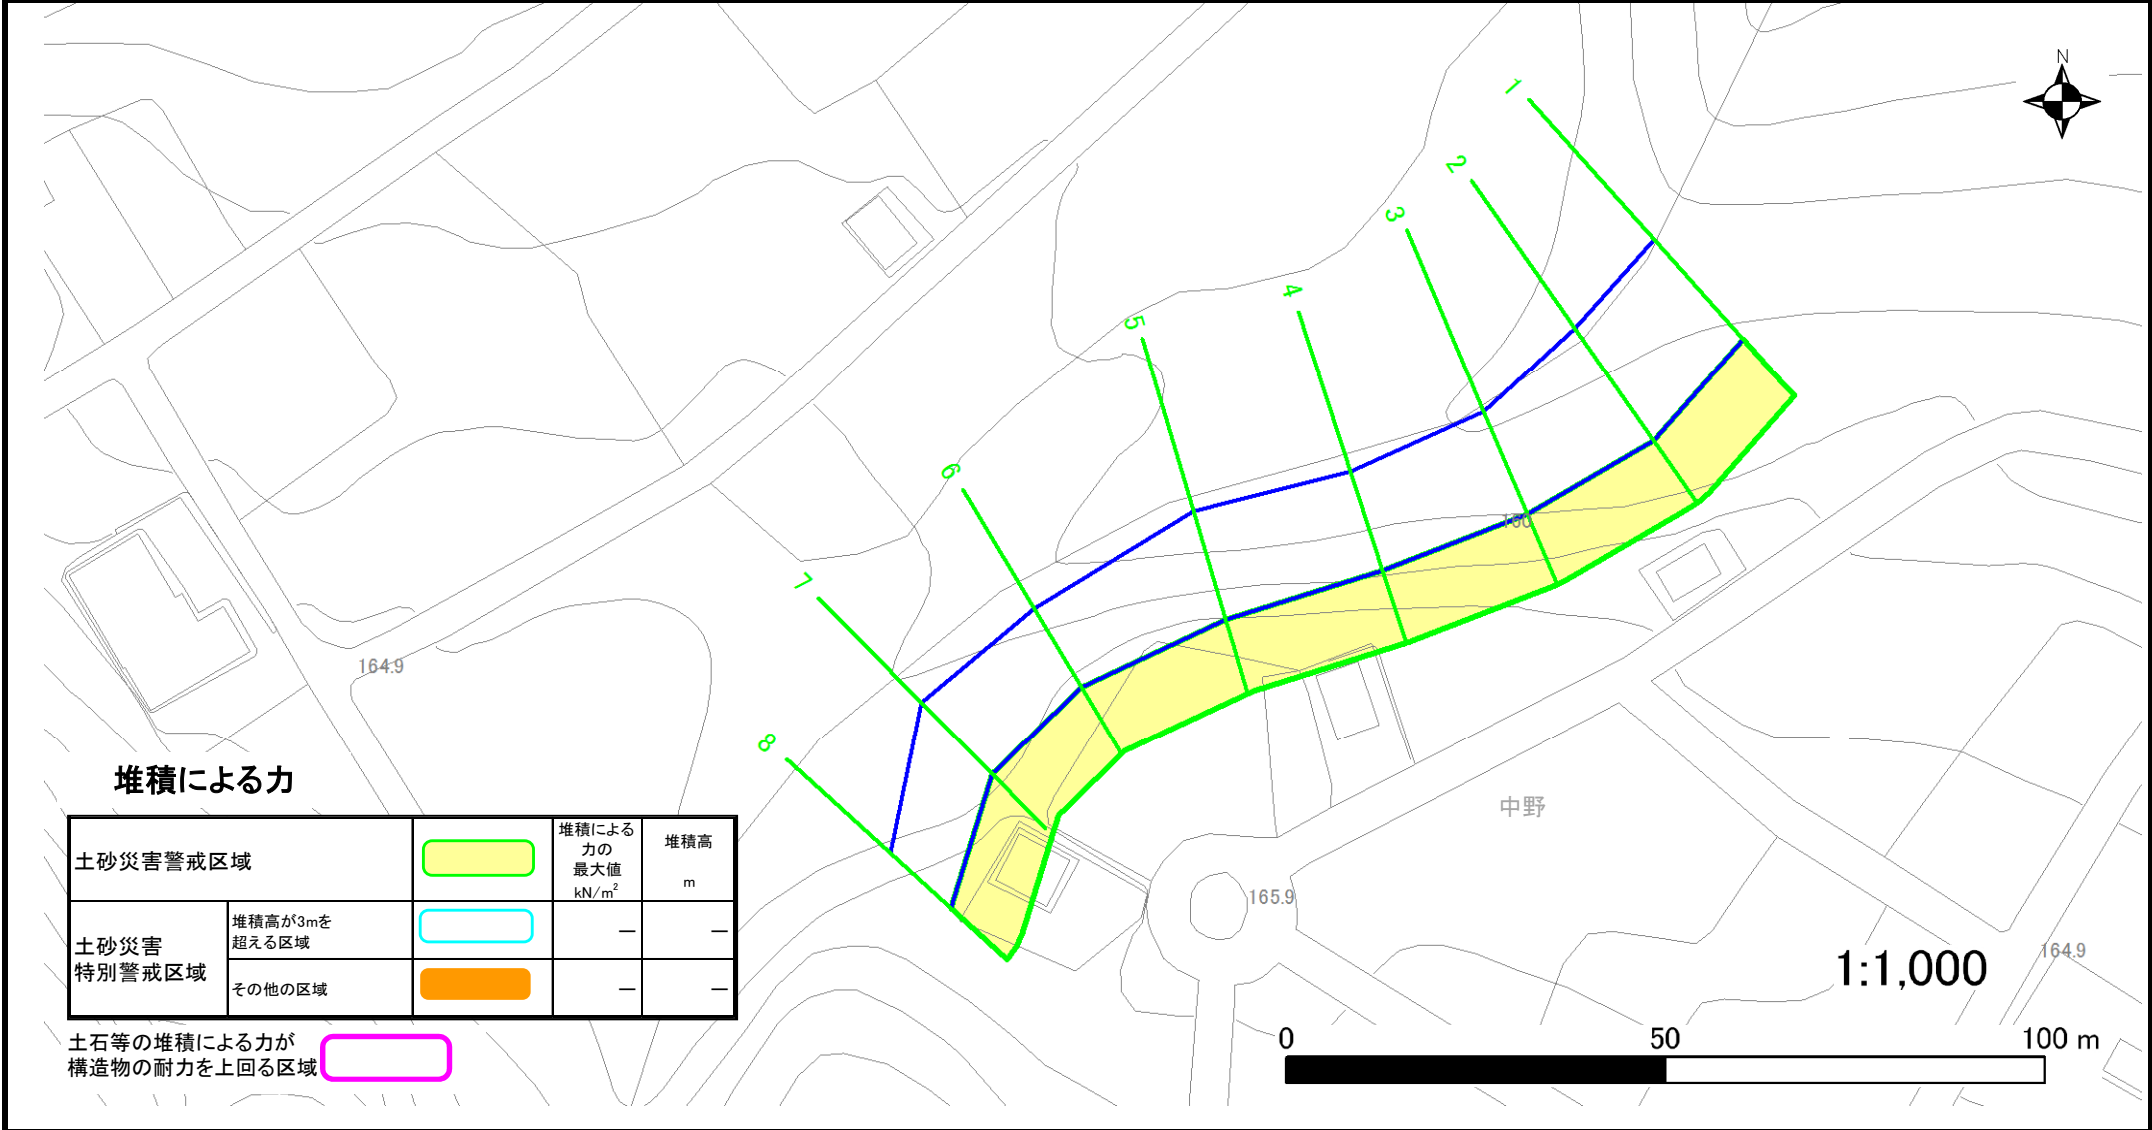 N
1
2
3
4
5
6
7
8
160
164.9
中野
165.9
164.9
堆積による力
土砂災害警戒区域
堆積による
力の
最大値
kN/m²
堆積高
m
土砂災害
特別警戒区域
堆積高が3mを
超える区域
—
—
その他の区域
—
—
土石等の堆積による力が
構造物の耐力を上回る区域
1:1,000
0 50 100 m